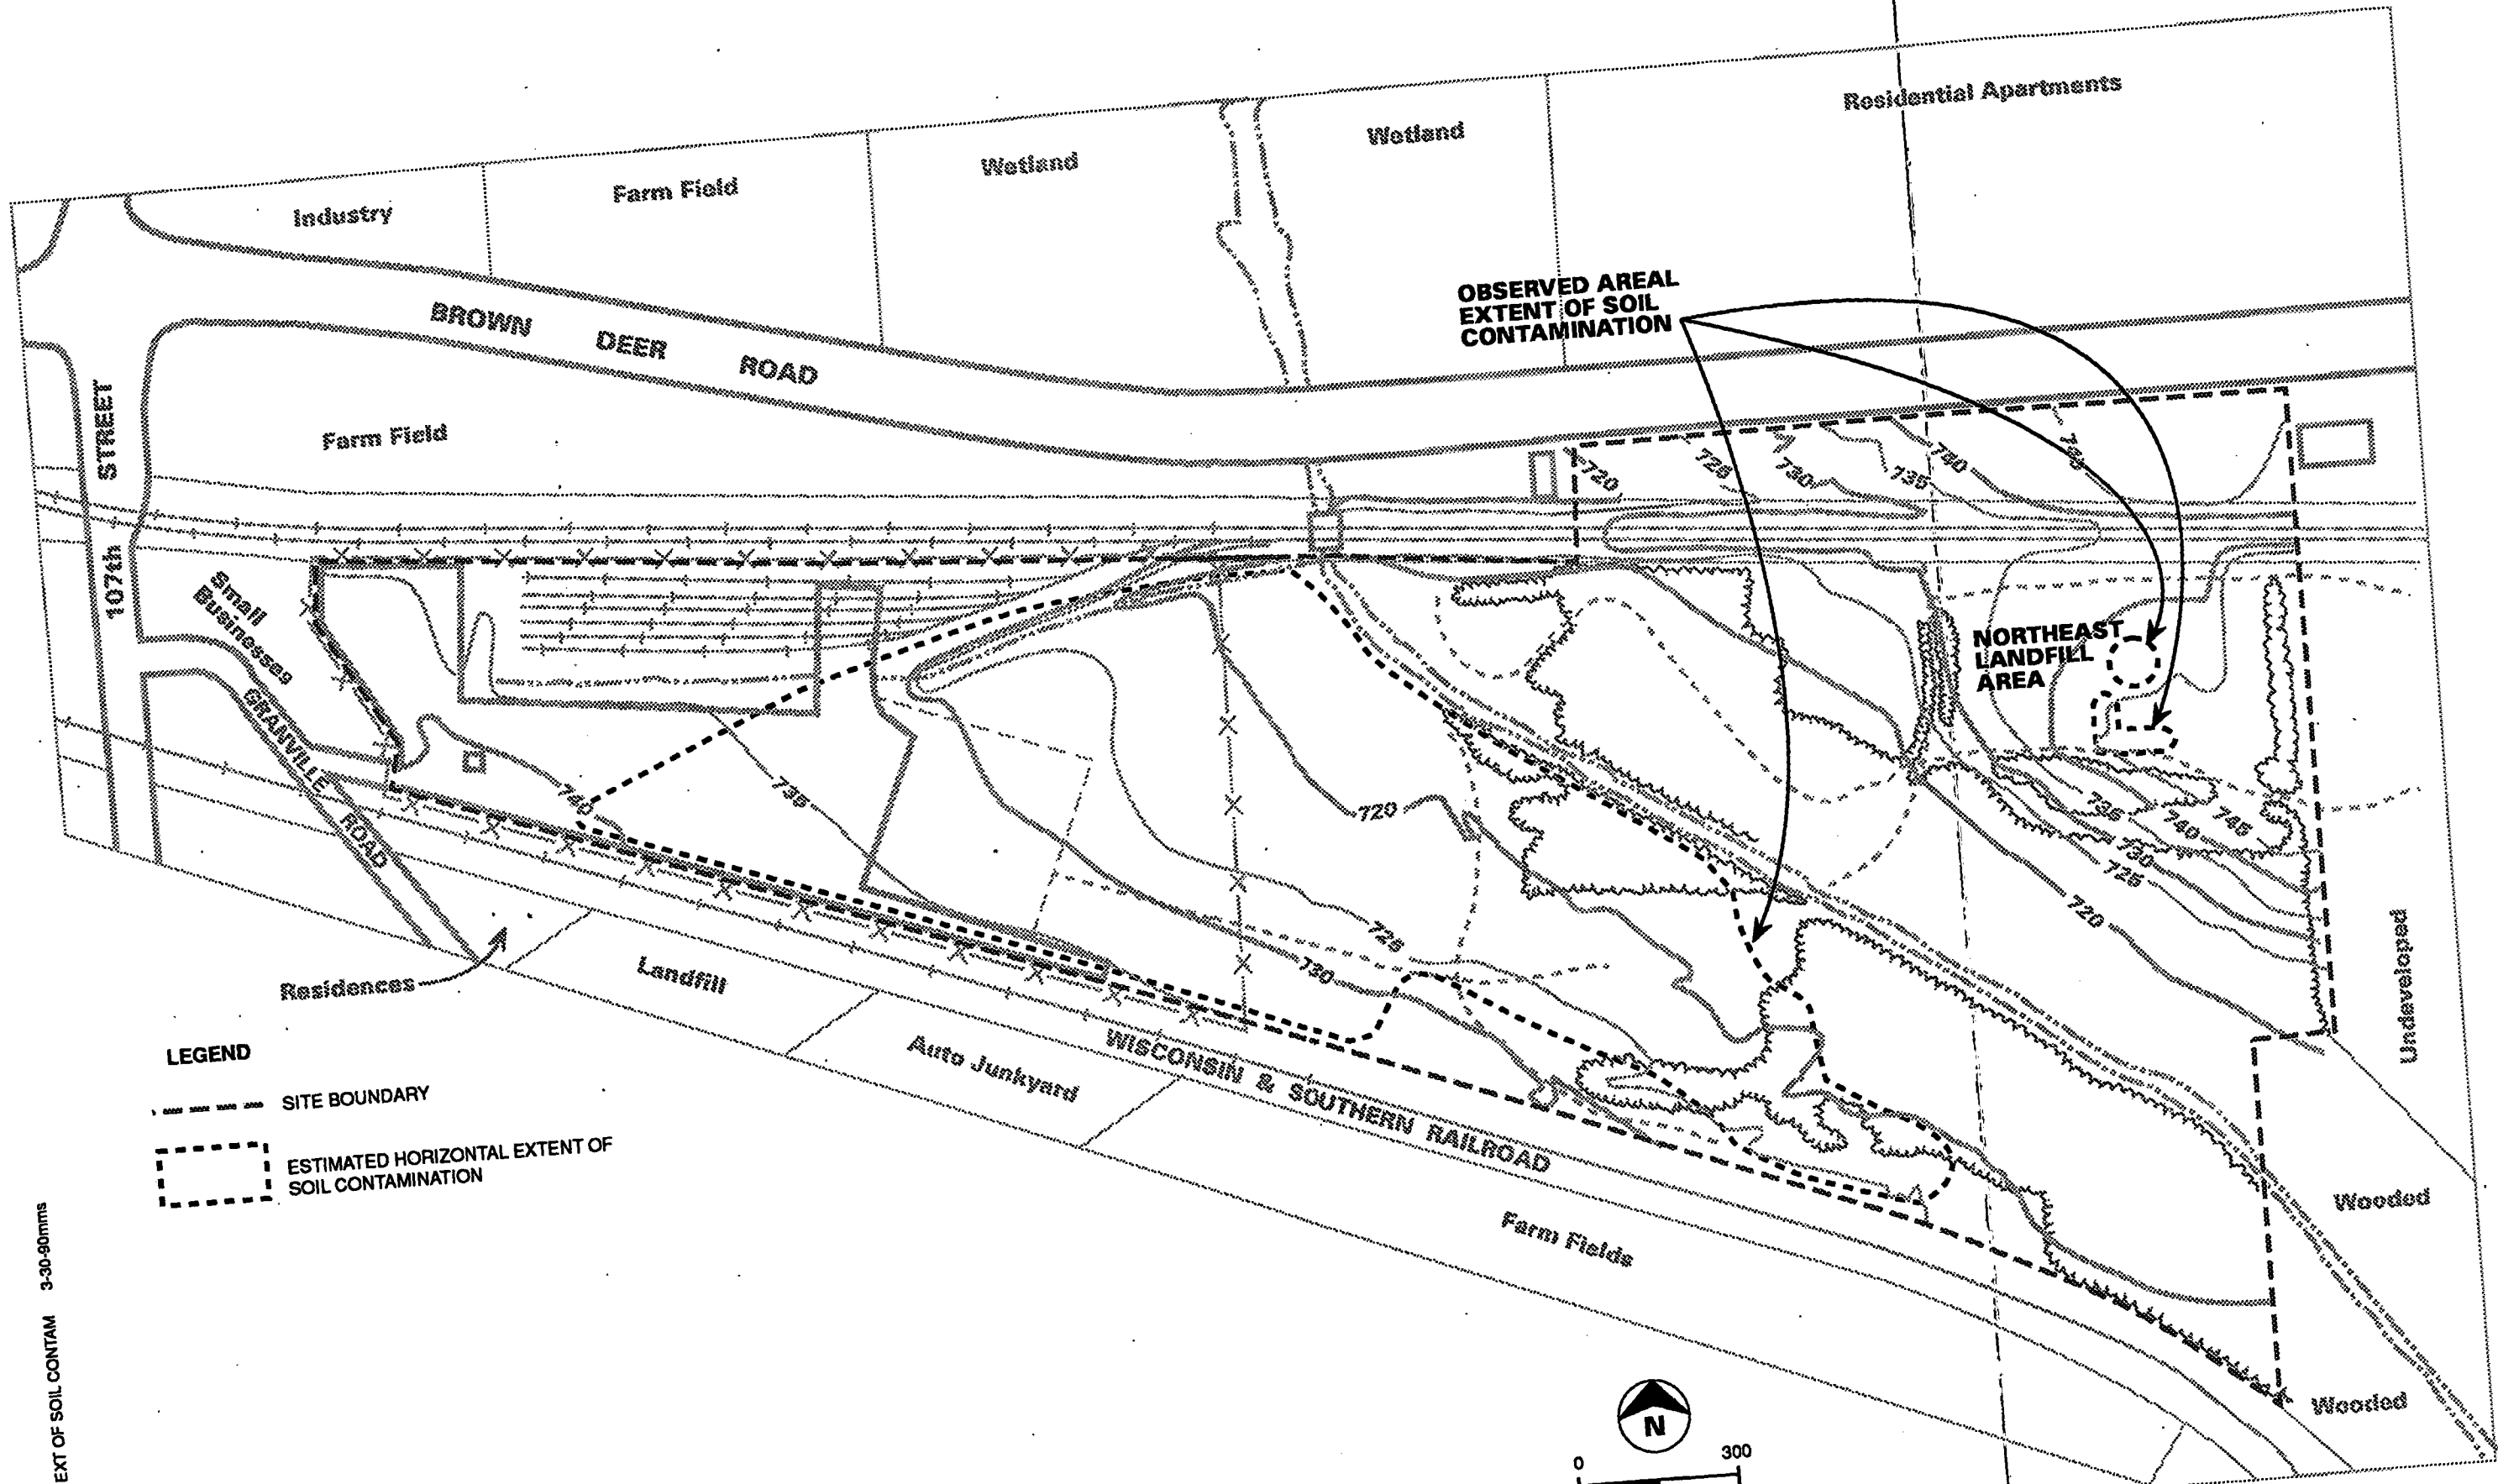 Residential Apartments
Wetland
Wetland
Farm Field
Industry
OBSERVED AREAL
EXTENT OF SOIL
CONTAMINATION
BROWN DEER ROAD
107th STREET
Farm Field
720
725
730
735
740
745
Small
Businesses
NORTHEAST
LANDFILL
AREA
GRANVILLE ROAD
740
735
720
735
740
745
730
725
720
725
730
Undeveloped
Residences
Landfill
Auto Junkyard
WISCONSIN & SOUTHERN RAILROAD
Farm Fields
Wooded
Wooded
LEGEND
SITE BOUNDARY
ESTIMATED HORIZONTAL EXTENT OF
SOIL CONTAMINATION
EXT OF SOIL CONTAM 3-30-90mms
N
0 300